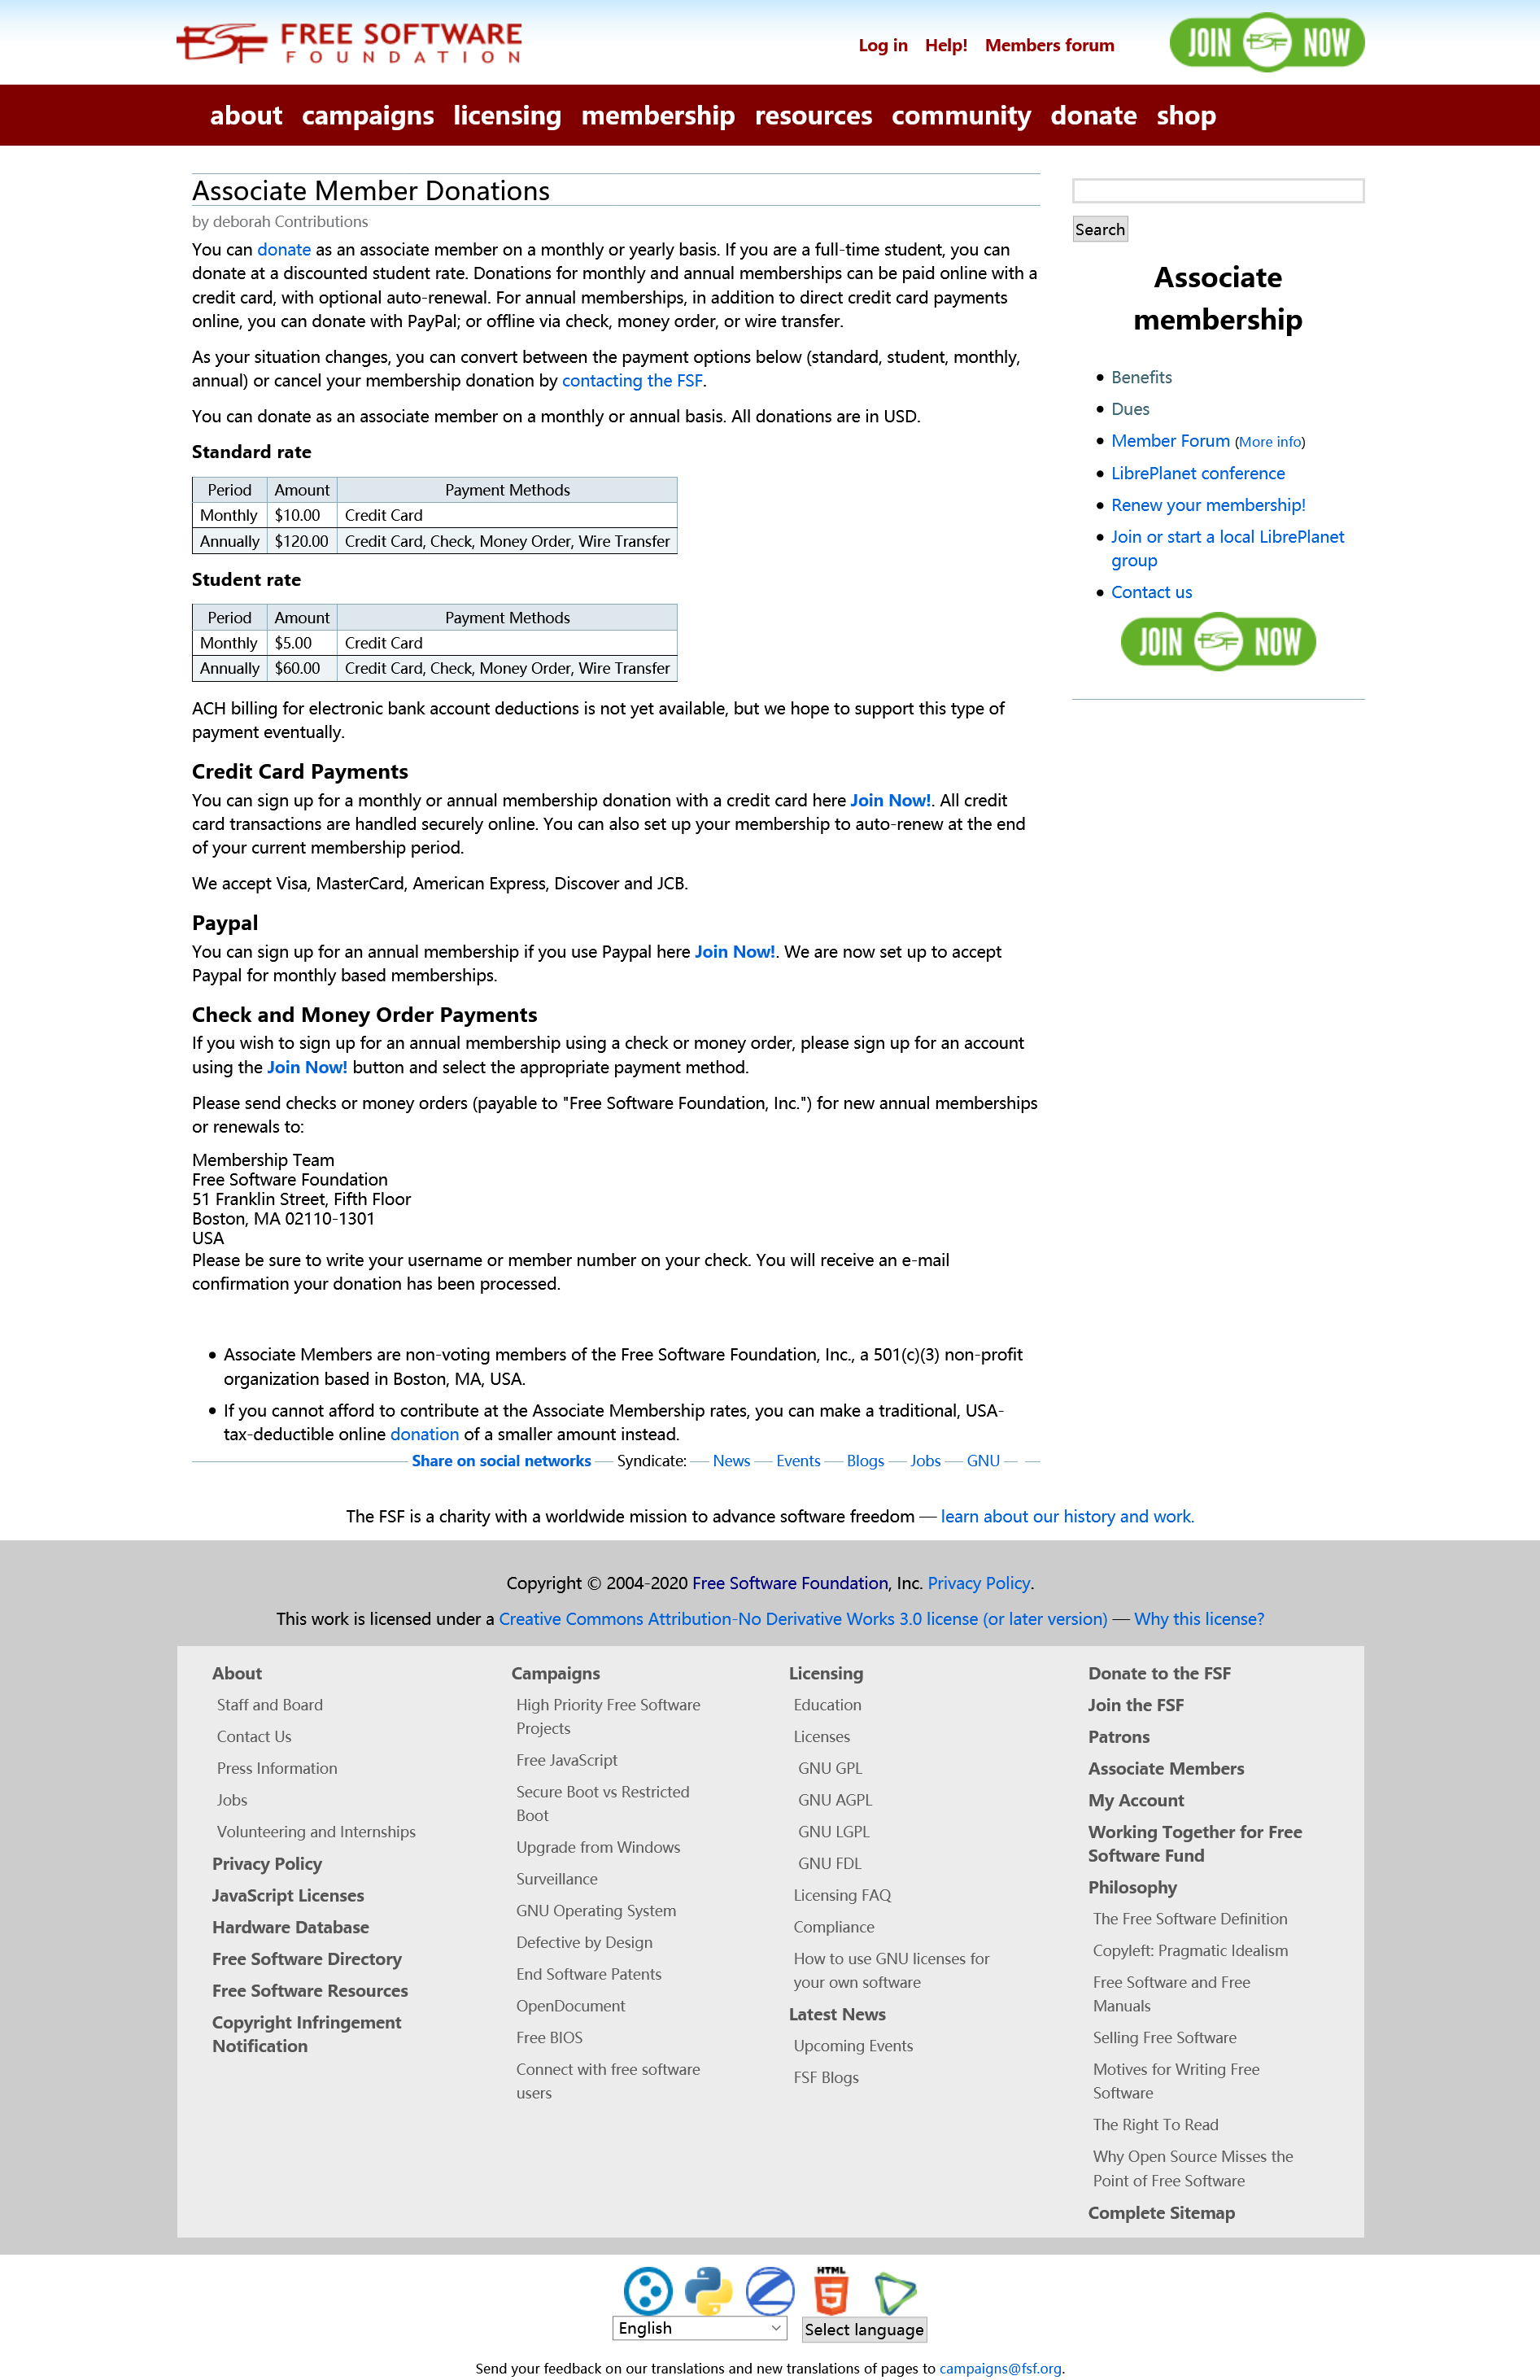 FSF FREE SOFTWARE
FOUNDATION
Log in Help! Members forum
JOIN FSF NOW
about campaigns licensing membership resources community donate shop
Associate Member Donations
by deborah Contributions
You can donate as an associate member on a monthly or yearly basis. If you are a full-time student, you can
donate at a discounted student rate. Donations for monthly and annual memberships can be paid online with a
credit card, with optional auto-renewal. For annual memberships, in addition to direct credit card payments
online, you can donate with PayPal; or offline via check, money order, or wire transfer.
As your situation changes, you can convert between the payment options below (standard, student, monthly,
annual) or cancel your membership donation by contacting the FSF.
You can donate as an associate member on a monthly or annual basis. All donations are in USD.
Standard rate
Period Amount Payment Methods
Monthly $10.00 Credit Card
Annually $120.00 Credit Card, Check, Money Order, Wire Transfer
Student rate
Period Amount Payment Methods
Monthly $5.00 Credit Card
Annually $60.00 Credit Card, Check, Money Order, Wire Transfer
ACH billing for electronic bank account deductions is not yet available, but we hope to support this type of
payment eventually.
Credit Card Payments
You can sign up for a monthly or annual membership donation with a credit card here Join Now!. All credit
card transactions are handled securely online. You can also set up your membership to auto-renew at the end
of your current membership period.
We accept Visa, MasterCard, American Express, Discover and JCB.
Paypal
You can sign up for an annual membership if you use Paypal here Join Now!. We are now set up to accept
Paypal for monthly based memberships.
Check and Money Order Payments
If you wish to sign up for an annual membership using a check or money order, please sign up for an account
using the Join Now! button and select the appropriate payment method.
Please send checks or money orders (payable to "Free Software Foundation, Inc.") for new annual memberships
or renewals to:
Membership Team
Free Software Foundation
51 Franklin Street, Fifth Floor
Boston, MA 02110-1301
USA
Please be sure to write your username or member number on your check. You will receive an e-mail
confirmation your donation has been processed.
• Associate Members are non-voting members of the Free Software Foundation, Inc., a 501(c)(3) non-profit
organization based in Boston, MA, USA.
• If you cannot afford to contribute at the Associate Membership rates, you can make a traditional, USA-
tax-deductible online donation of a smaller amount instead.
Share on social networks — Syndicate: — News — Events — Blogs — Jobs — GNU — —
Search
Associate
membership
• Benefits
• Dues
• Member Forum (More info)
• LibrePlanet conference
• Renew your membership!
• Join or start a local LibrePlanet
group
• Contact us
JOIN FSF NOW
The FSF is a charity with a worldwide mission to advance software freedom — learn about our history and work.
Copyright © 2004-2020 Free Software Foundation, Inc. Privacy Policy.
This work is licensed under a Creative Commons Attribution-No Derivative Works 3.0 license (or later version) — Why this license?
About
Staff and Board
Contact Us
Press Information
Jobs
Volunteering and Internships
Privacy Policy
JavaScript Licenses
Hardware Database
Free Software Directory
Free Software Resources
Copyright Infringement
Notification
Campaigns
High Priority Free Software
Projects
Free JavaScript
Secure Boot vs Restricted
Boot
Upgrade from Windows
Surveillance
GNU Operating System
Defective by Design
End Software Patents
OpenDocument
Free BIOS
Connect with free software
users
Licensing
Education
Licenses
GNU GPL
GNU AGPL
GNU LGPL
GNU FDL
Licensing FAQ
Compliance
How to use GNU licenses for
your own software
Latest News
Upcoming Events
FSF Blogs
Donate to the FSF
Join the FSF
Patrons
Associate Members
My Account
Working Together for Free
Software Fund
Philosophy
The Free Software Definition
Copyleft: Pragmatic Idealism
Free Software and Free
Manuals
Selling Free Software
Motives for Writing Free
Software
The Right To Read
Why Open Source Misses the
Point of Free Software
Complete Sitemap
HTML
5
English Select language
Send your feedback on our translations and new translations of pages to campaigns@fsf.org.